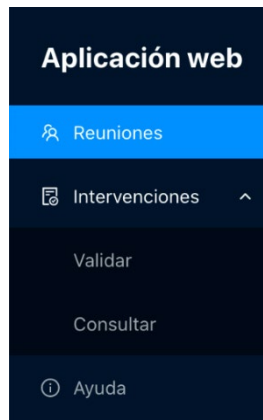 Aplicación web
Reuniones
Intervenciones
Validar
Consultar
Ayuda